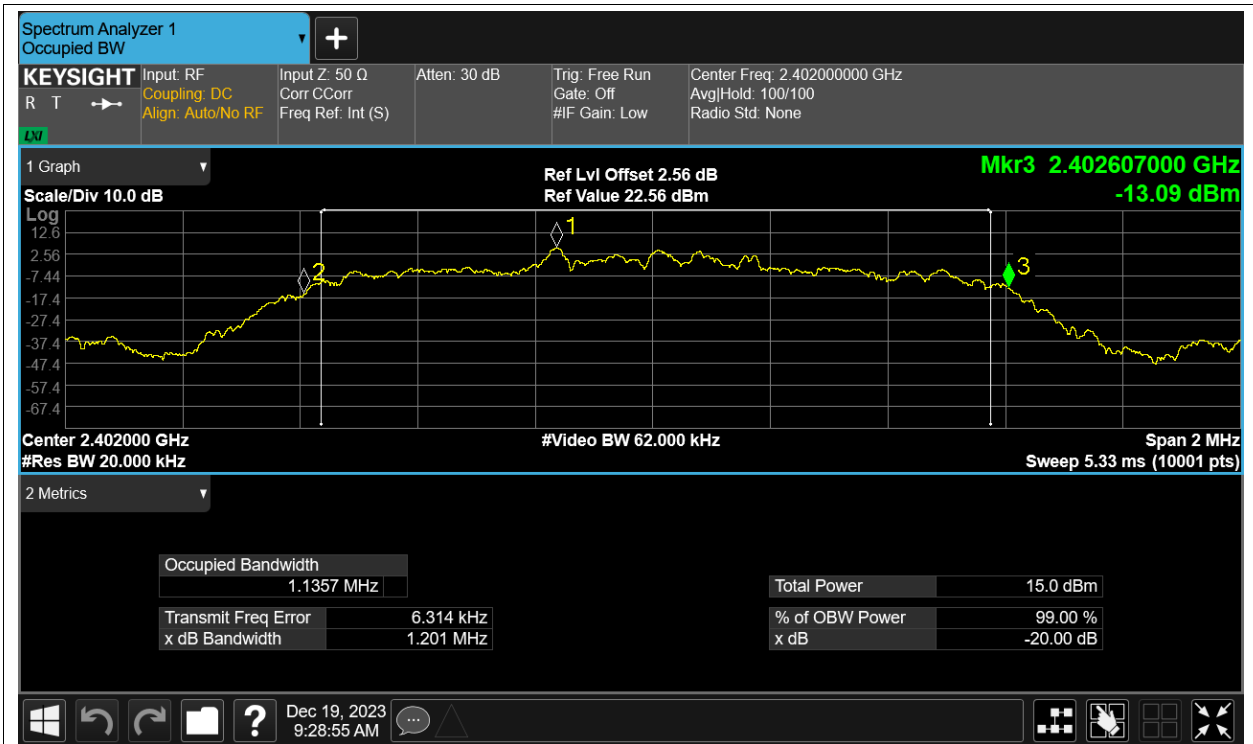 Spectrum Analyzer 1
Occupied BW
KEYSIGHT
R T
LXI
Input: RF
Coupling: DC
Align: Auto/No RF
Input Z: 50 Ω
Corr CCorr
Freq Ref: Int (S)
Atten: 30 dB
Trig: Free Run
Gate: Off
#IF Gain: Low
Center Freq: 2.402000000 GHz
Avg|Hold: 100/100
Radio Std: None
1 Graph
Scale/Div 10.0 dB
Ref Lvl Offset 2.56 dB
Ref Value 22.56 dBm
Mkr3 2.402607000 GHz
-13.09 dBm
Log
12.6
2.56
-7.44
-17.4
-27.4
-37.4
-47.4
-57.4
-67.4
1
2
3
Center 2.402000 GHz
#Res BW 20.000 kHz
#Video BW 62.000 kHz
Span 2 MHz
Sweep 5.33 ms (10001 pts)
2 Metrics
Occupied Bandwidth
1.1357 MHz
Transmit Freq Error 6.314 kHz
x dB Bandwidth 1.201 MHz
Total Power 15.0 dBm
% of OBW Power 99.00 %
x dB -20.00 dB
?
Dec 19, 2023
9:28:55 AM